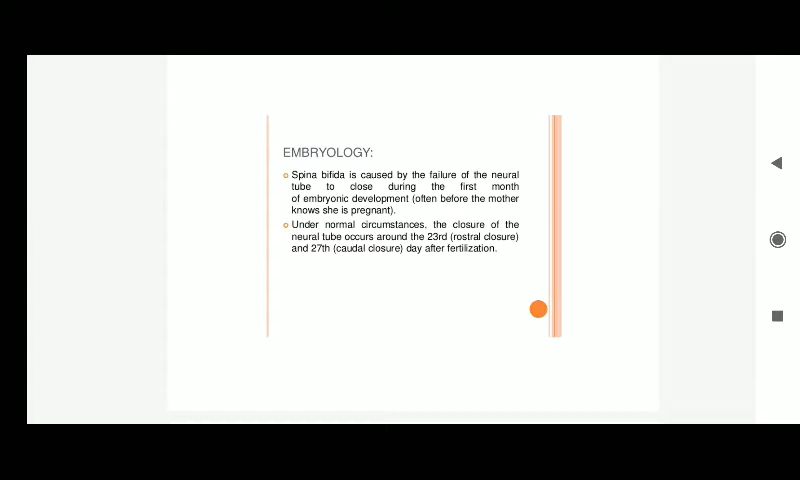 EMBRYOLOGY:
Spina bifida is caused by the failure of the neural
tube to close during the first month
of embryonic development (often before the mother
knows she is pregnant).
Under normal circumstances, the closure of the
neural tube occurs around the 23rd (rostral closure)
and 27th (caudal closure) day after fertilization.